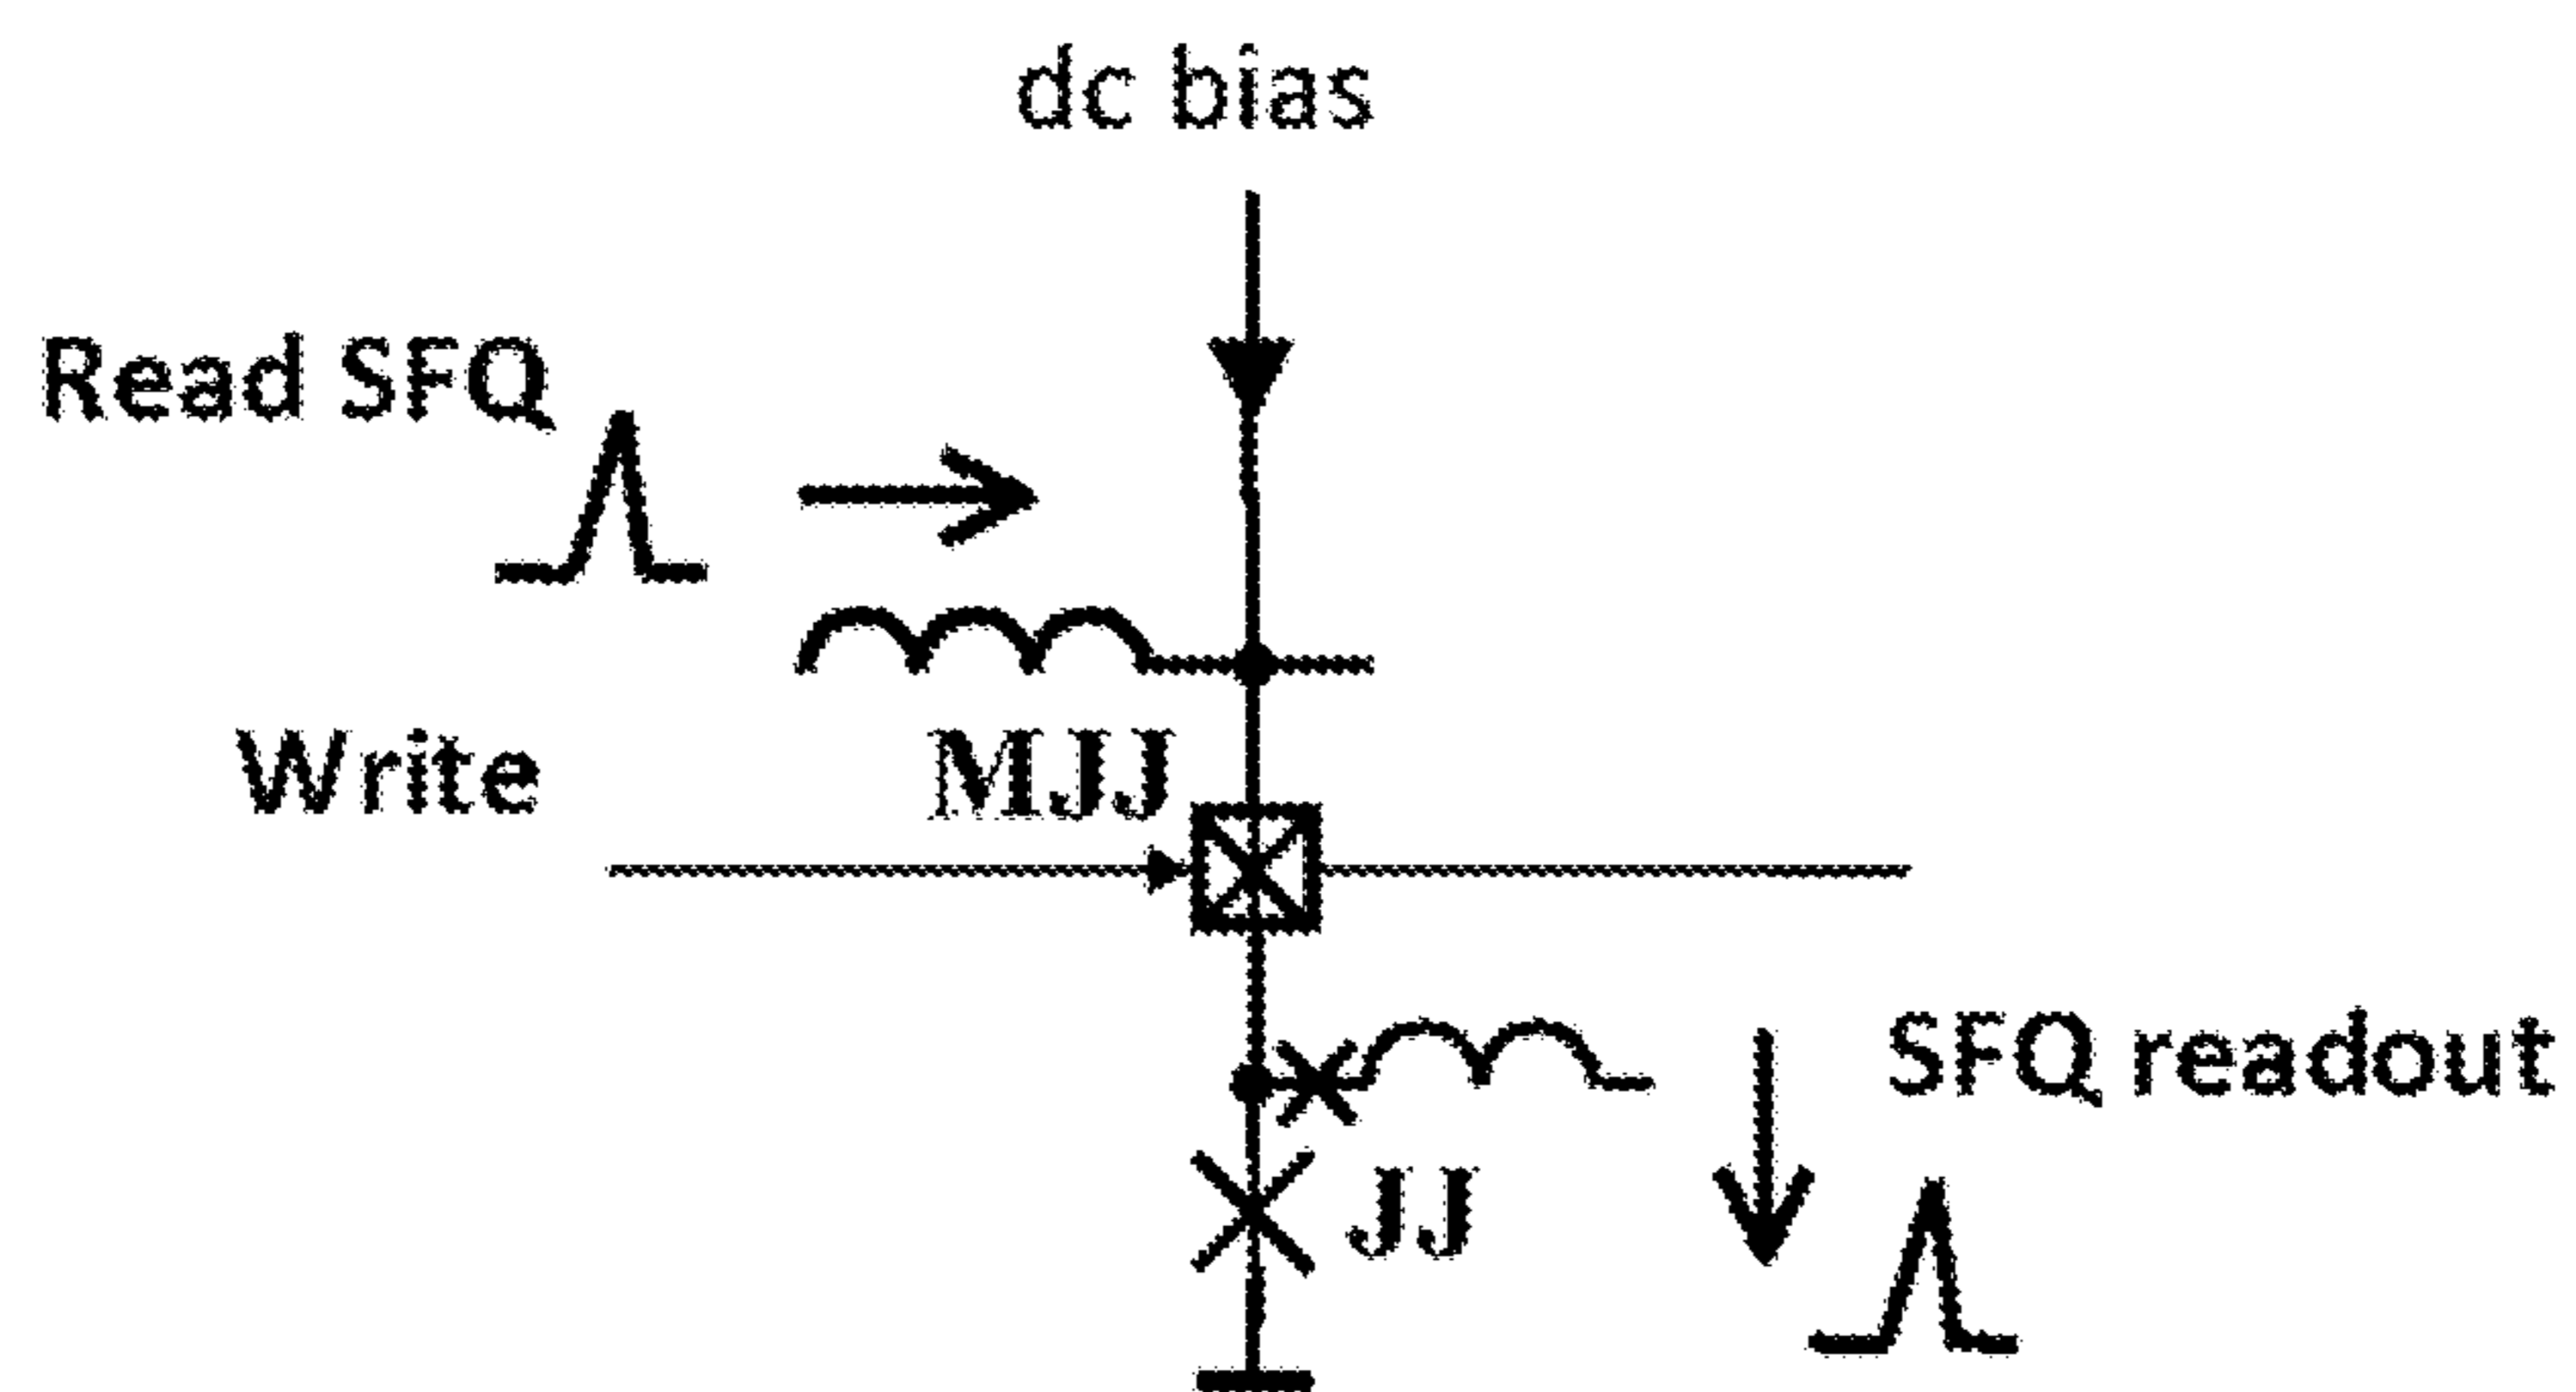 dc bias
Read SFQ
Write
MJJ
SFQ readout
JJ